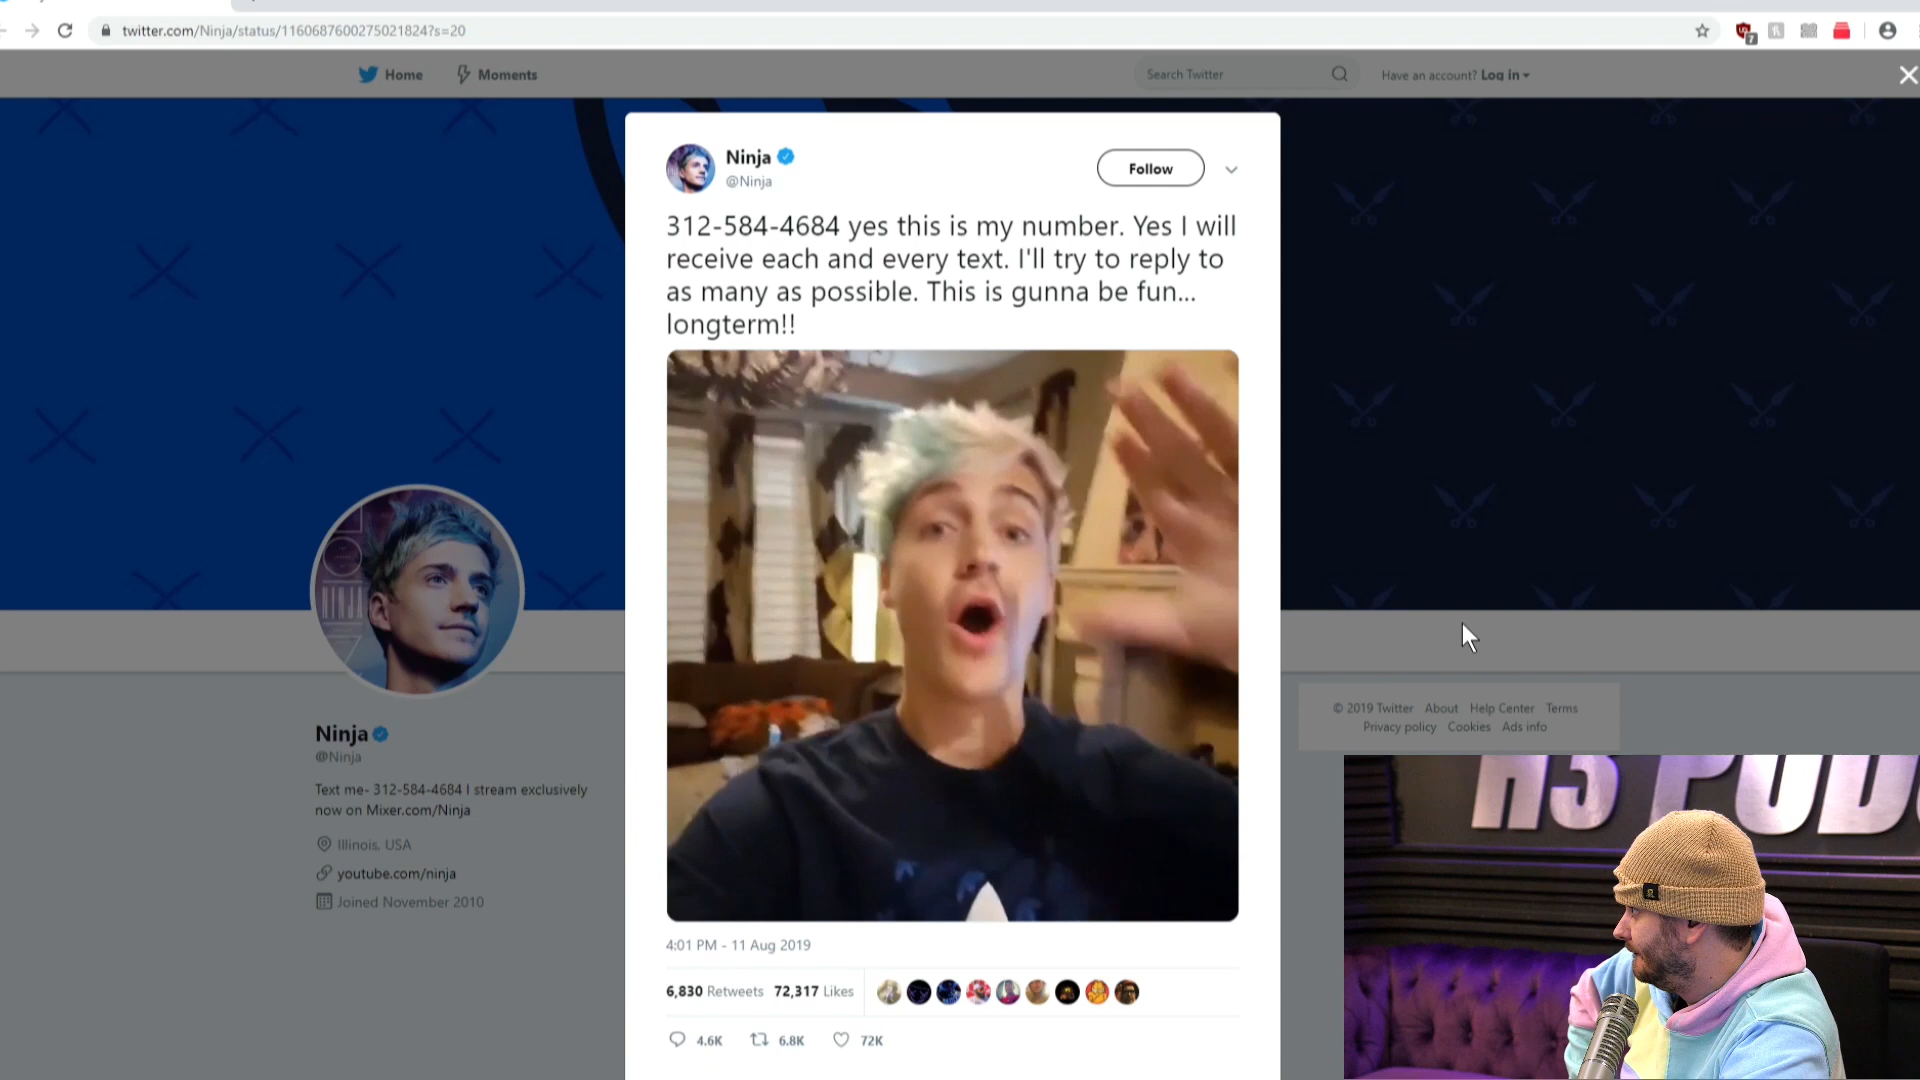 twitter.com/Ninja/status/1160687600275021824?s=20
7
Home
Moments
Search Twitter
Have an account? Log in
Ninja
@Ninja
Follow
312-584-4684 yes this is my number. Yes I will
receive each and every text. I'll try to reply to
as many as possible. This is gunna be fun...
longterm!!
NINJA
Ninja
@Ninja
Text me- 312-584-4684 I stream exclusively
now on Mixer.com/Ninja
Illinois, USA
youtube.com/ninja
Joined November 2010
4:01 PM - 11 Aug 2019
6,830 Retweets 72,317 Likes
4.6K 6.8K 72K
© 2019 Twitter About Help Center Terms
Privacy policy Cookies Ads info
H3 POD